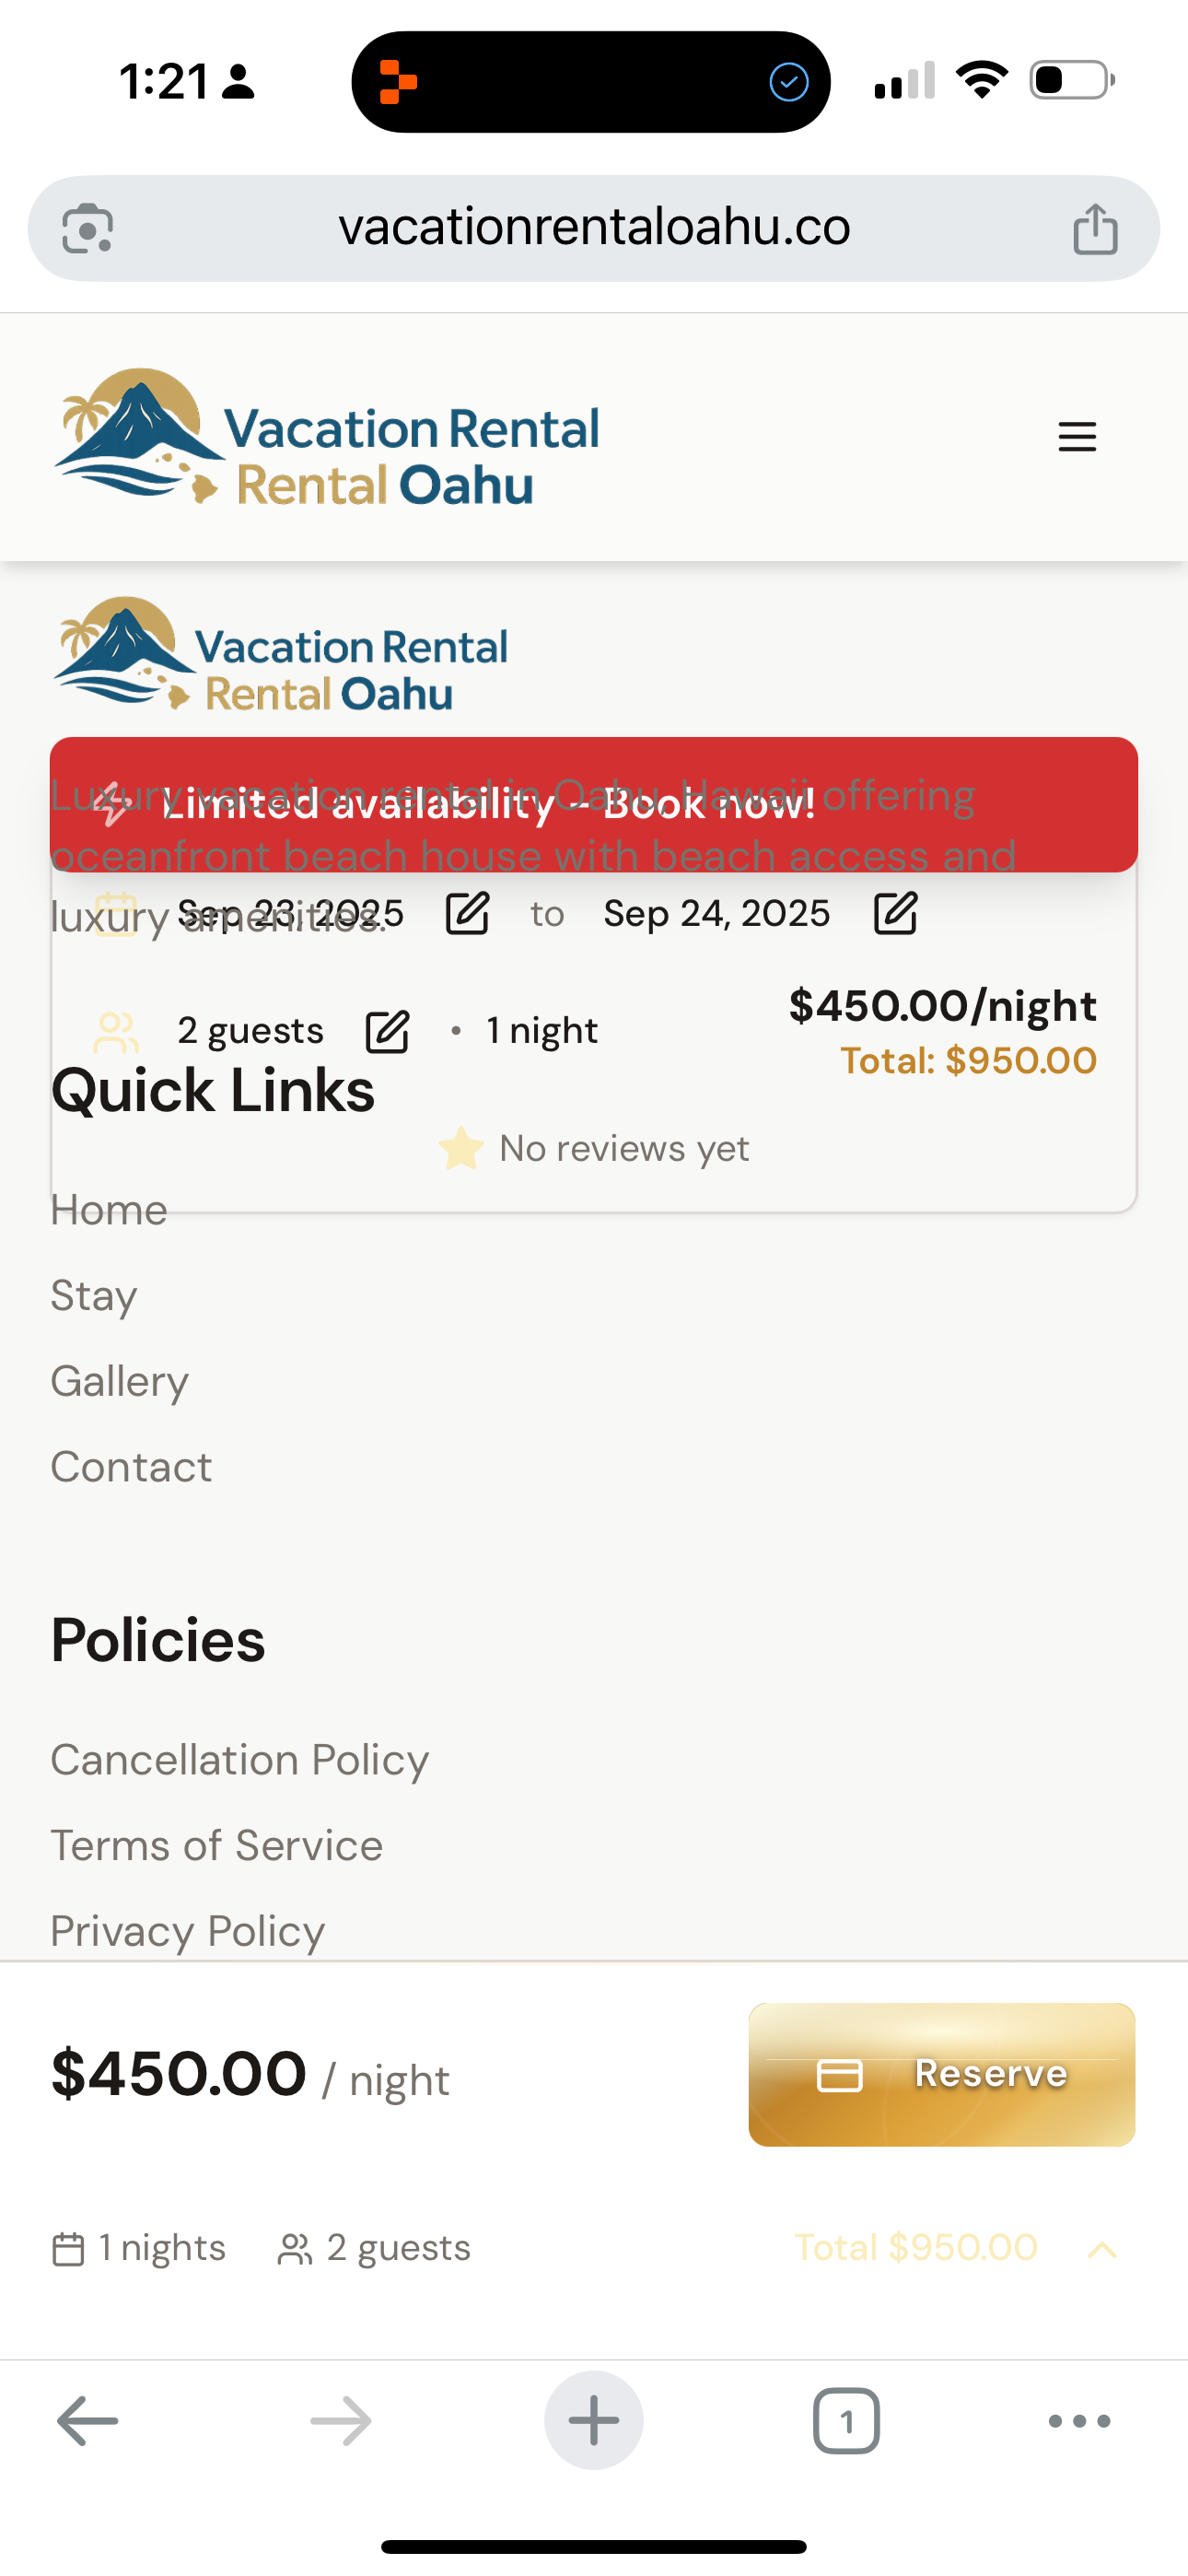 1:21
vacationrentaloahu.co
Vacation Rental
Rental Oahu
Vacation Rental
Rental Oahu
Limited availability – Book now!
Luxury vacation rental in Oahu, Hawaii offering
oceanfront beach house with beach access and
luxury amenities.
Sep 23, 2025 to Sep 24, 2025
$450.00/night
2 guests • 1 night
Total: $950.00
Quick Links
No reviews yet
Home
Stay
Gallery
Contact
Policies
Cancellation Policy
Terms of Service
Privacy Policy
$450.00 / night
Reserve
1 nights 2 guests Total $950.00
1